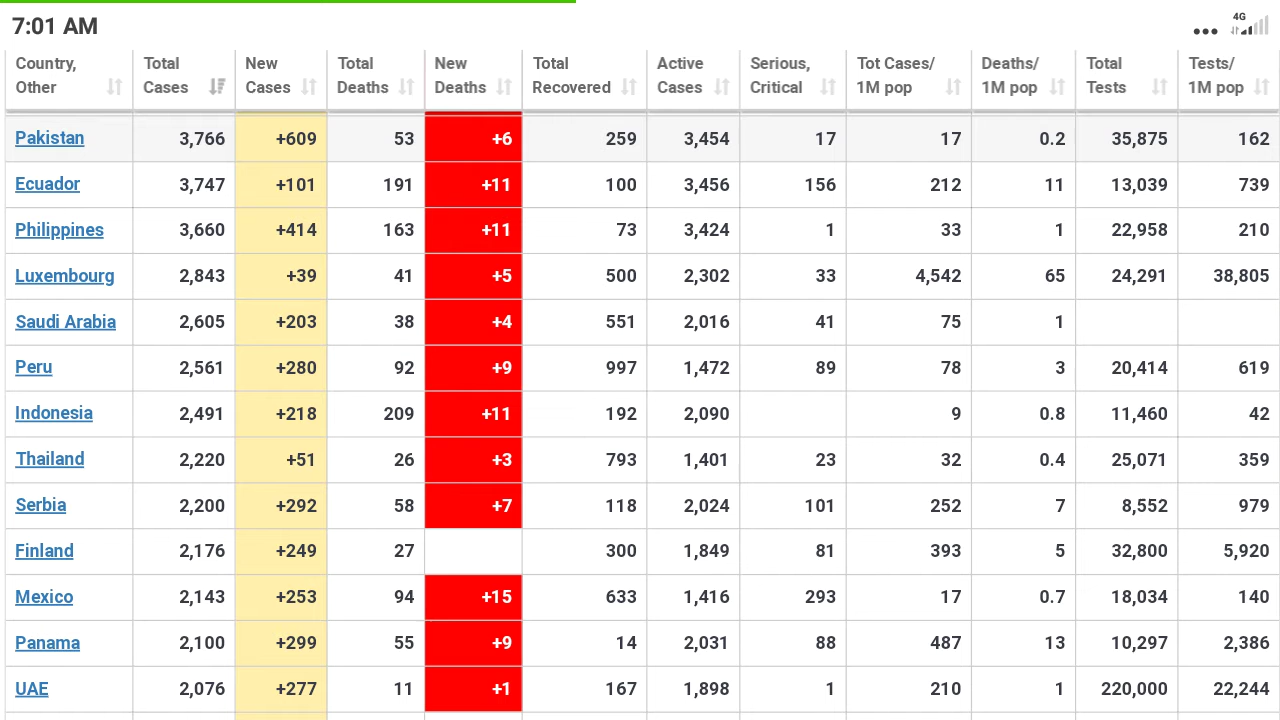 7:01 AM
4G
Country, Other Total Cases New Cases Total Deaths New Deaths Total Recovered Active Cases Serious, Critical Tot Cases/ 1M pop Deaths/ 1M pop Total Tests Tests/ 1M pop
Pakistan 3,766 +609 53 +6 259 3,454 17 17 0.2 35,875 162
Ecuador 3,747 +101 191 +11 100 3,456 156 212 11 13,039 739
Philippines 3,660 +414 163 +11 73 3,424 1 33 1 22,958 210
Luxembourg 2,843 +39 41 +5 500 2,302 33 4,542 65 24,291 38,805
Saudi Arabia 2,605 +203 38 +4 551 2,016 41 75 1
Peru 2,561 +280 92 +9 997 1,472 89 78 3 20,414 619
Indonesia 2,491 +218 209 +11 192 2,090 9 0.8 11,460 42
Thailand 2,220 +51 26 +3 793 1,401 23 32 0.4 25,071 359
Serbia 2,200 +292 58 +7 118 2,024 101 252 7 8,552 979
Finland 2,176 +249 27 300 1,849 81 393 5 32,800 5,920
Mexico 2,143 +253 94 +15 633 1,416 293 17 0.7 18,034 140
Panama 2,100 +299 55 +9 14 2,031 88 487 13 10,297 2,386
UAE 2,076 +277 11 +1 167 1,898 1 210 1 220,000 22,244